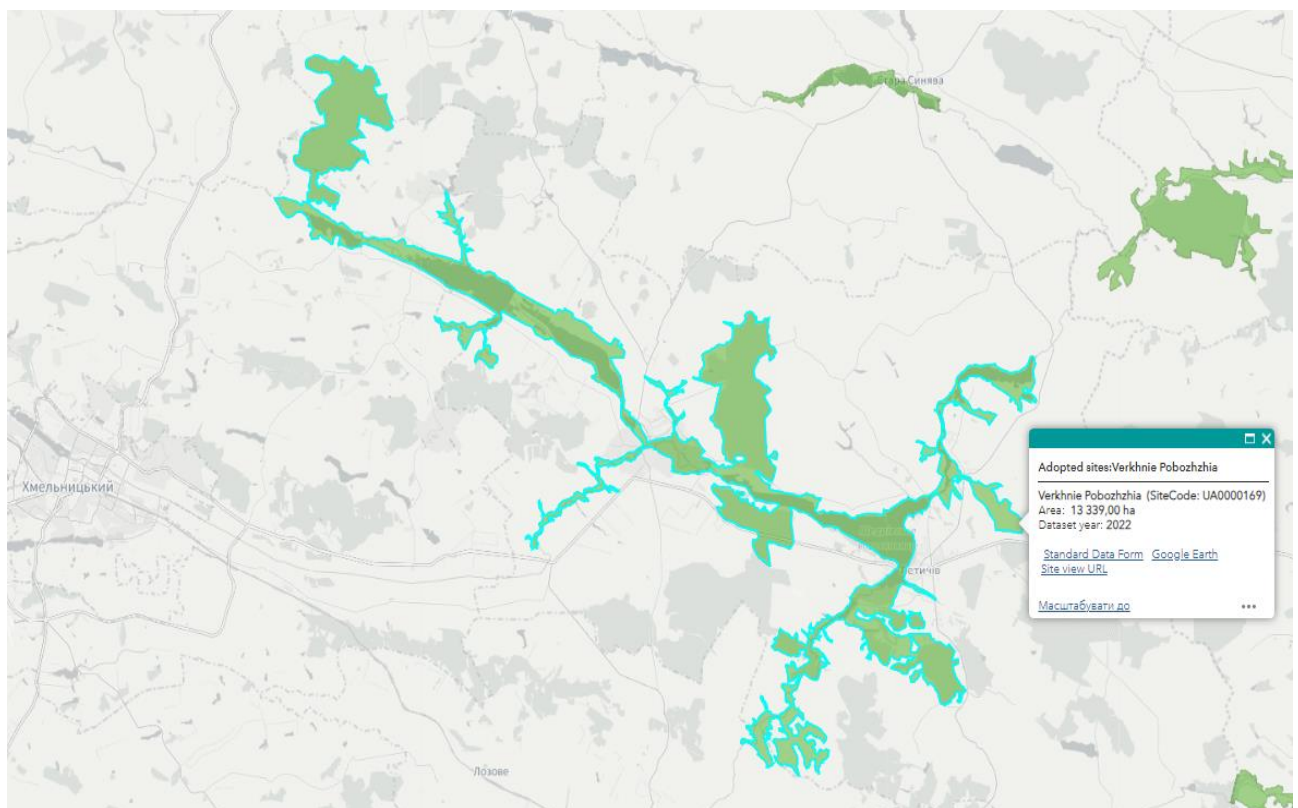 Стара Синява
Хмельницький
Лозове
Adopted sites:Verkhnie Pobozhzhia
Verkhnie Pobozhzhia (SiteCode: UA0000169)
Area: 13 339,00 ha
Dataset year: 2022
Standard Data Form Google Earth
Site view URL
Масштабувати до